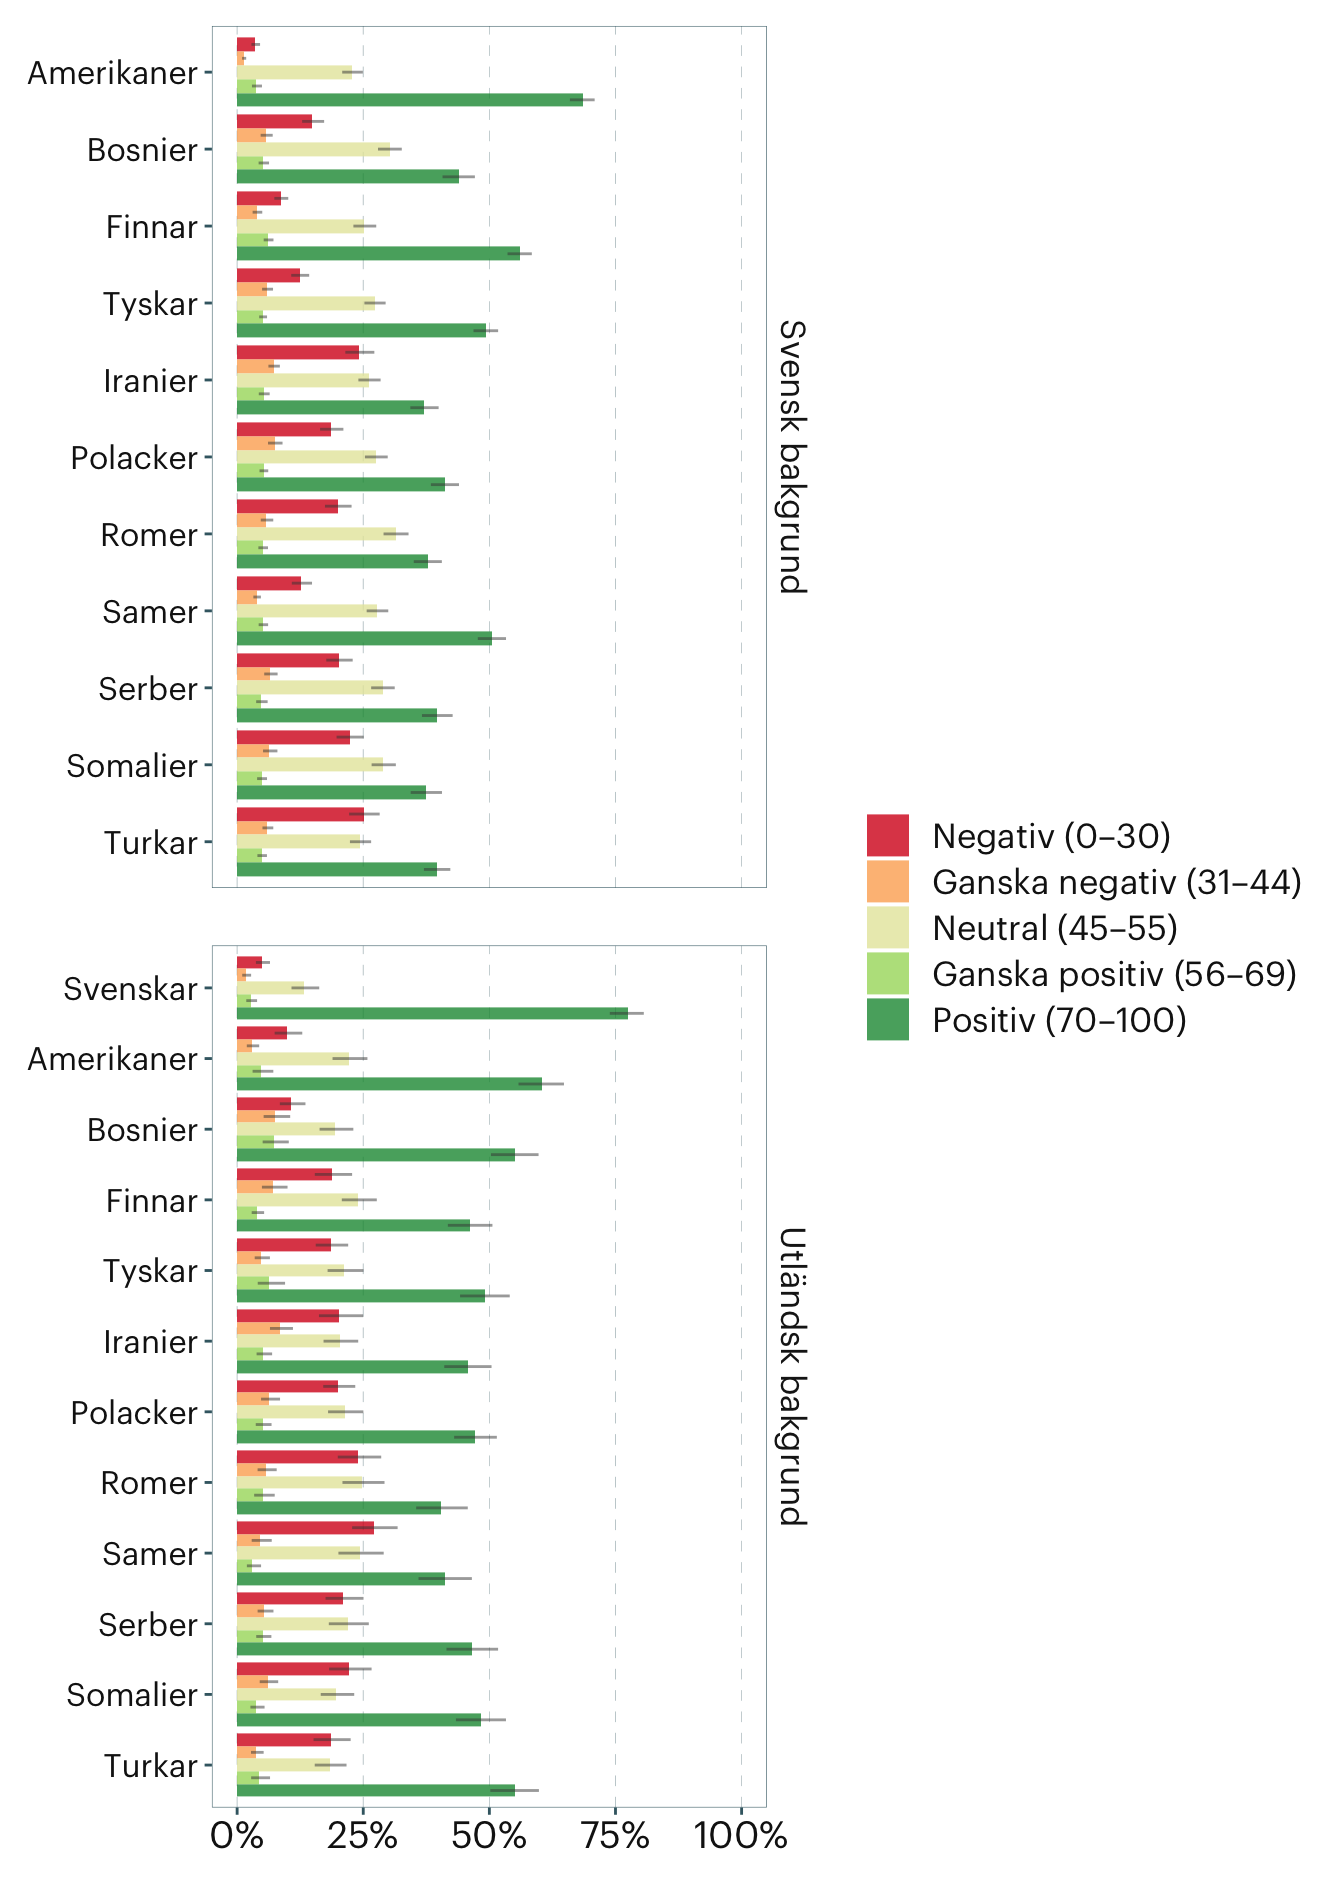 Amerikaner
Bosnier
Finnar
Tyskar
Iranier
Polacker
Romer
Samer
Serber
Somalier
Turkar
Svensk bakgrund
Svenskar
Amerikaner
Bosnier
Finnar
Tyskar
Iranier
Polacker
Romer
Samer
Serber
Somalier
Turkar
Utländsk bakgrund
0% 25% 50% 75% 100%
Negativ (0–30)
Ganska negativ (31–44)
Neutral (45–55)
Ganska positiv (56–69)
Positiv (70–100)